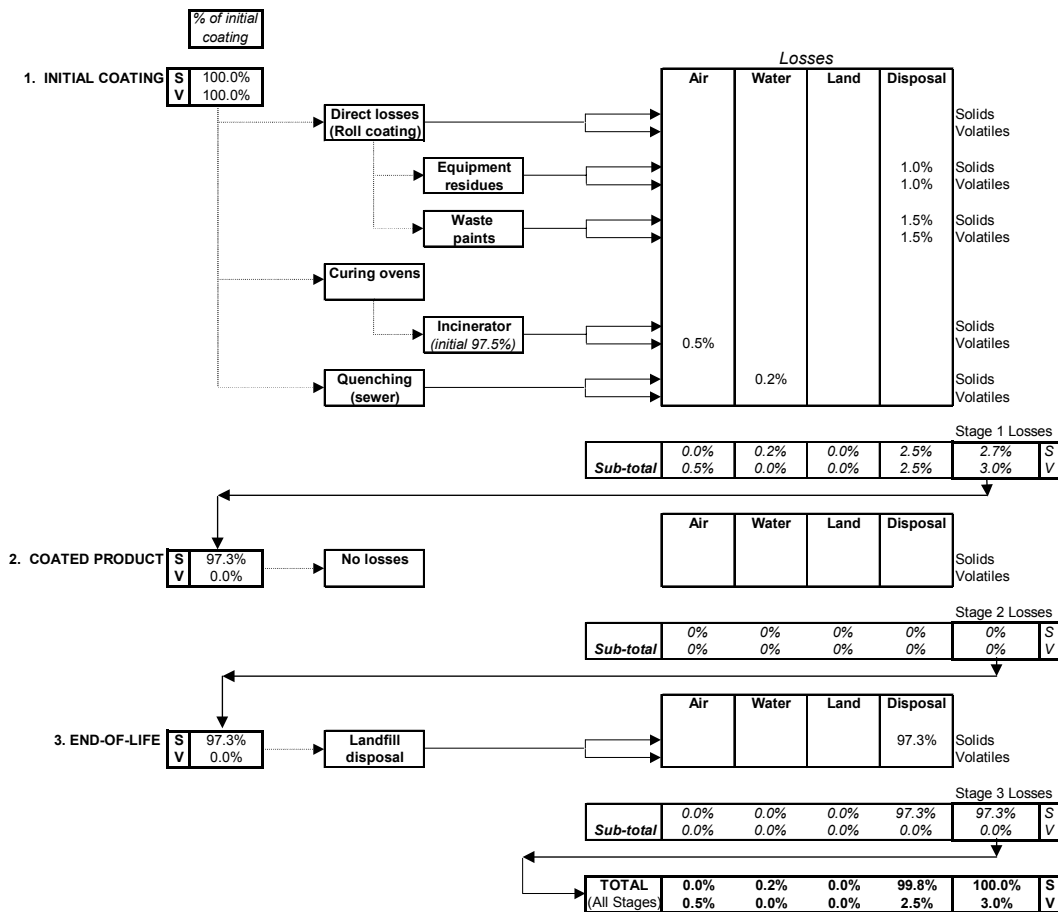 % of initial
coating
Losses
1. INITIAL COATING S 100.0% Air Water Land Disposal
V 100.0%
Direct losses Solids
(Roll coating) Volatiles
Equipment 1.0% Solids
residues 1.0% Volatiles
Waste 1.5% Solids
paints 1.5% Volatiles
Curing ovens
Incinerator Solids
(initial 97.5%) 0.5% Volatiles
Quenching 0.2% Solids
(sewer) Volatiles
Stage 1 Losses
0.0% 0.2% 0.0% 2.5% 2.7% S
Sub-total 0.5% 0.0% 0.0% 2.5% 3.0% V
Air Water Land Disposal
2. COATED PRODUCT S 97.3% No losses Solids
V 0.0% Volatiles
Stage 2 Losses
0% 0% 0% 0% 0% S
Sub-total 0% 0% 0% 0% 0% V
Air Water Land Disposal
3. END-OF-LIFE S 97.3% Landfill 97.3% Solids
V 0.0% disposal Volatiles
Stage 3 Losses
0.0% 0.0% 0.0% 97.3% 97.3% S
Sub-total 0.0% 0.0% 0.0% 0.0% 0.0% V
TOTAL 0.0% 0.2% 0.0% 99.8% 100.0% S
(All Stages) 0.5% 0.0% 0.0% 2.5% 3.0% V